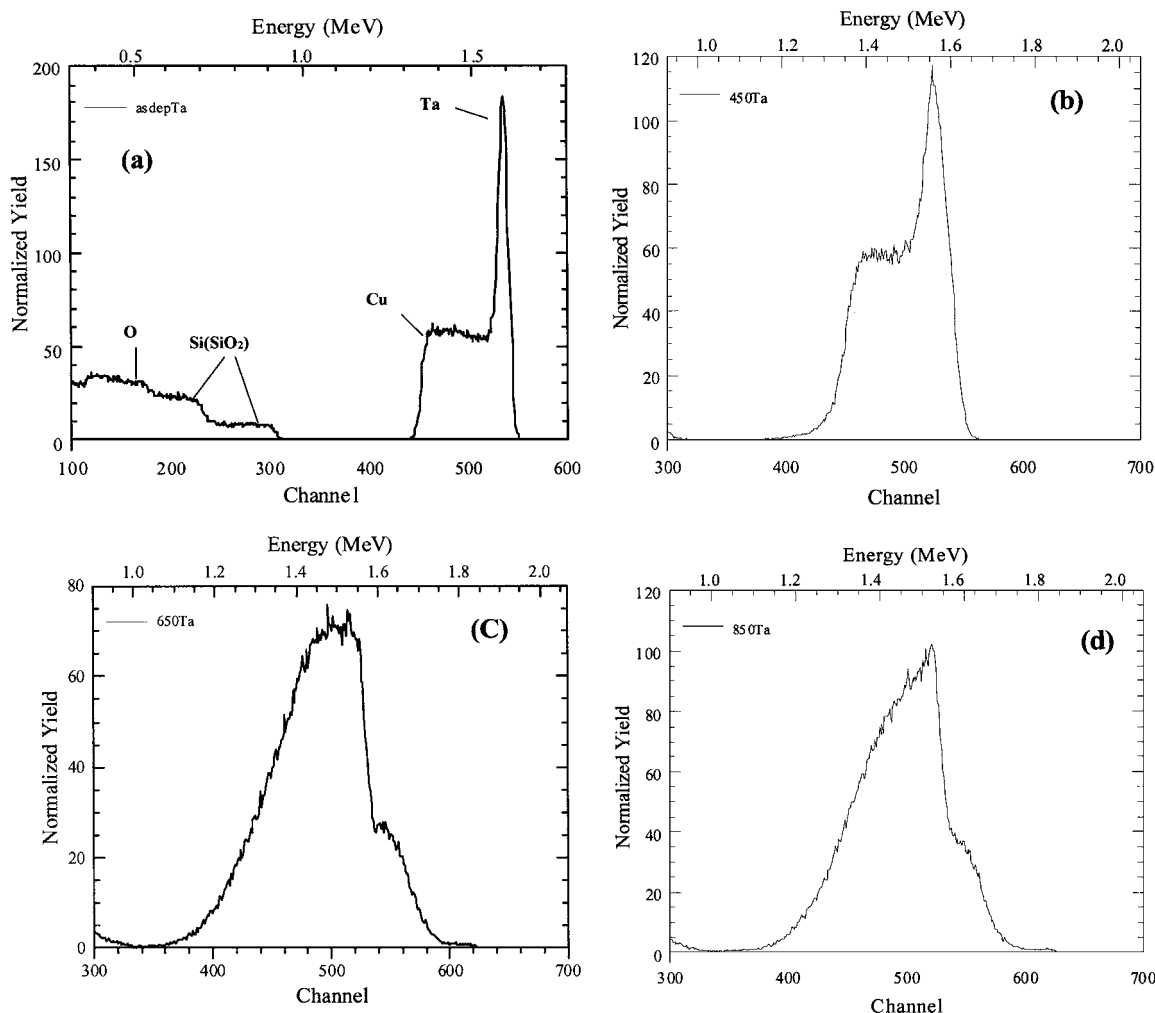 Energy (MeV)
0.5 1.0 1.5
200
150
100
50
0
Normalized Yield
asdepTa
(a)
Ta
Cu
O
Si(SiO₂)
100 200 300 400 500 600
Channel
Energy (MeV)
1.0 1.2 1.4 1.6 1.8 2.0
120
100
80
60
40
20
0
Normalized Yield
450Ta
(b)
300 400 500 600 700
Channel
Energy (MeV)
1.0 1.2 1.4 1.6 1.8 2.0
80
60
40
20
0
Normalized Yield
650Ta
(C)
300 400 500 600 700
Channel
Energy (MeV)
1.0 1.2 1.4 1.6 1.8 2.0
120
100
80
60
40
20
0
Normalized Yield
850Ta
(d)
300 400 500 600 700
Channel